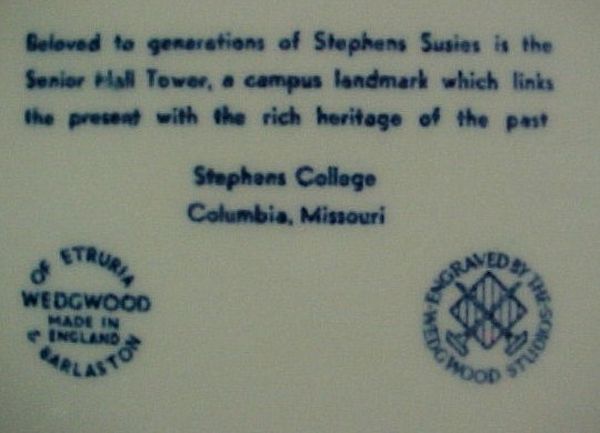 Beloved to generations of Stephens Susies is the
Senior Hall Tower, a campus landmark which links
the present with the rich heritage of the past
Stephens College
Columbia, Missouri
OF ETRURIA
WEDGWOOD
MADE IN
ENGLAND
& BARLASTON
ENGRAVED BY THE
WEDGWOOD STUDIO